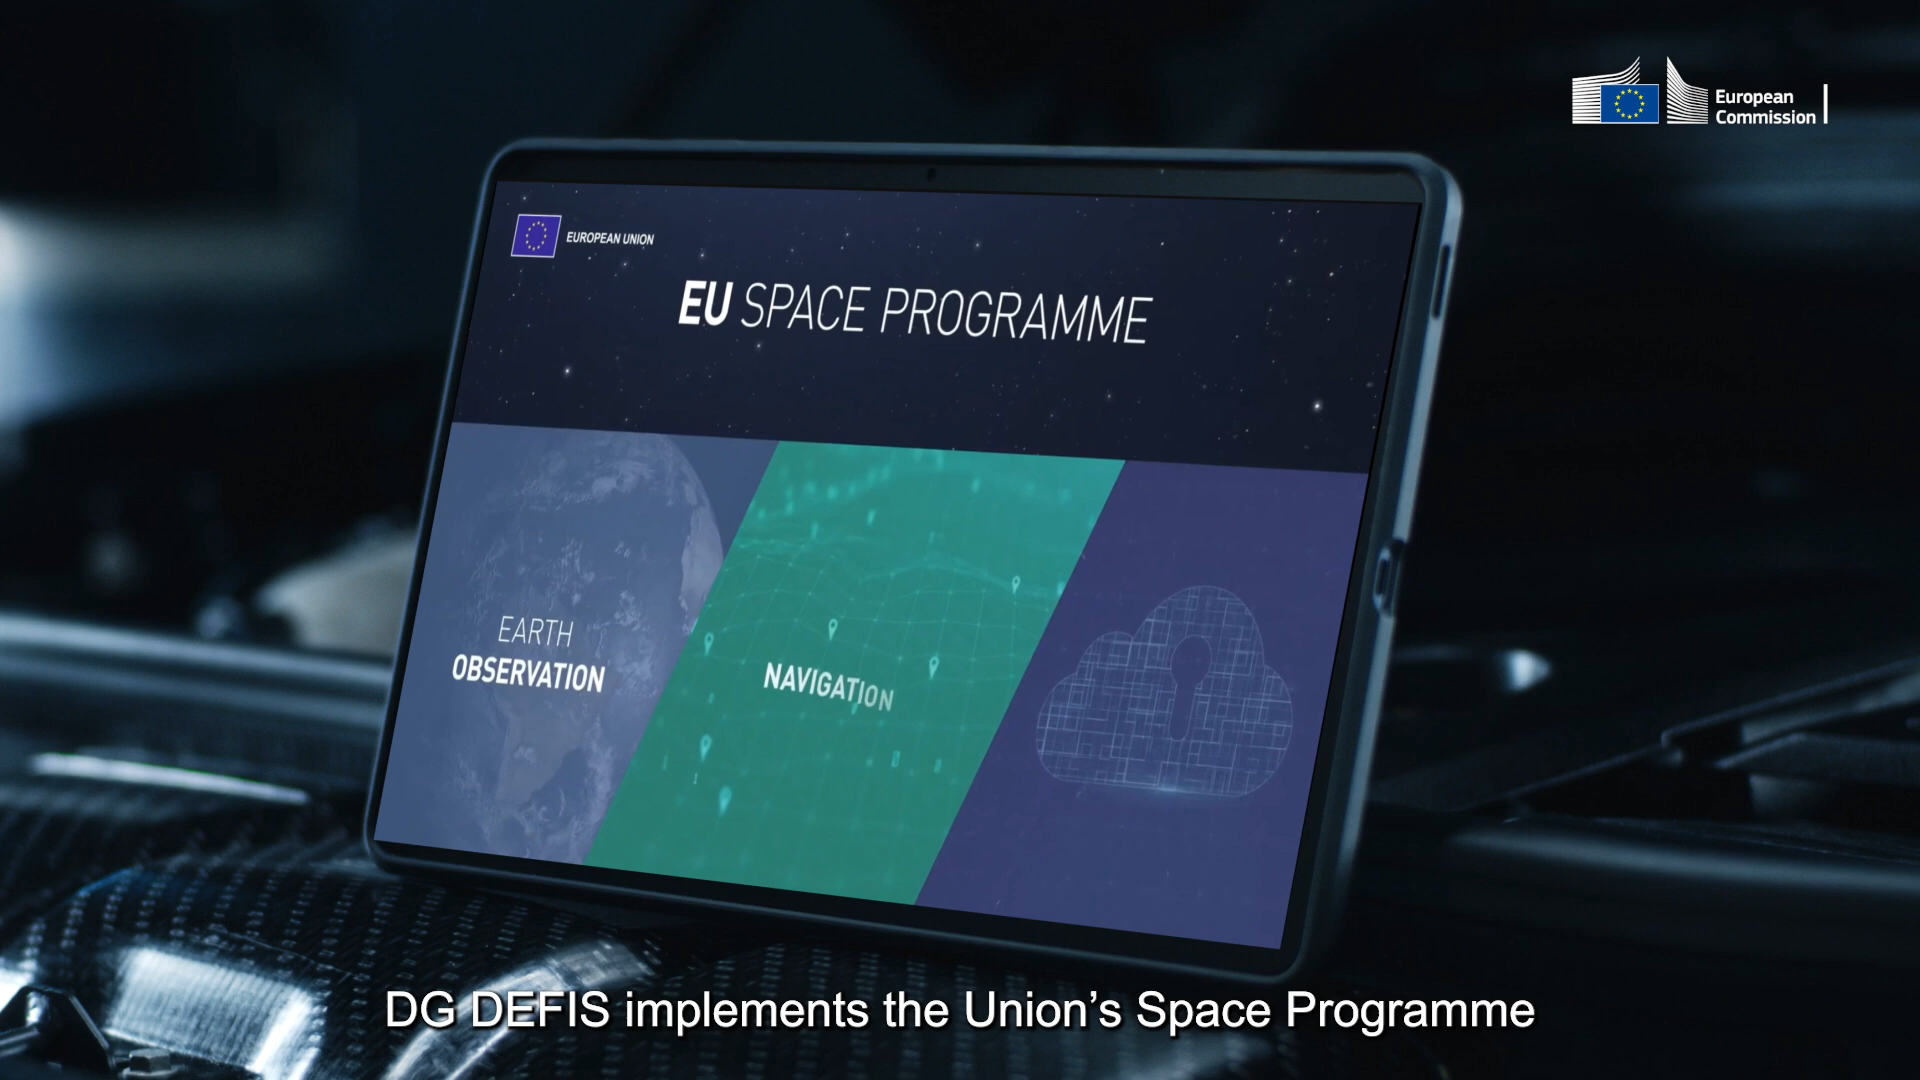 European
Commission
EUROPEAN UNION
EU SPACE PROGRAMME
EARTH
OBSERVATION
NAVIGATION
DG DEFIS implements the Union’s Space Programme